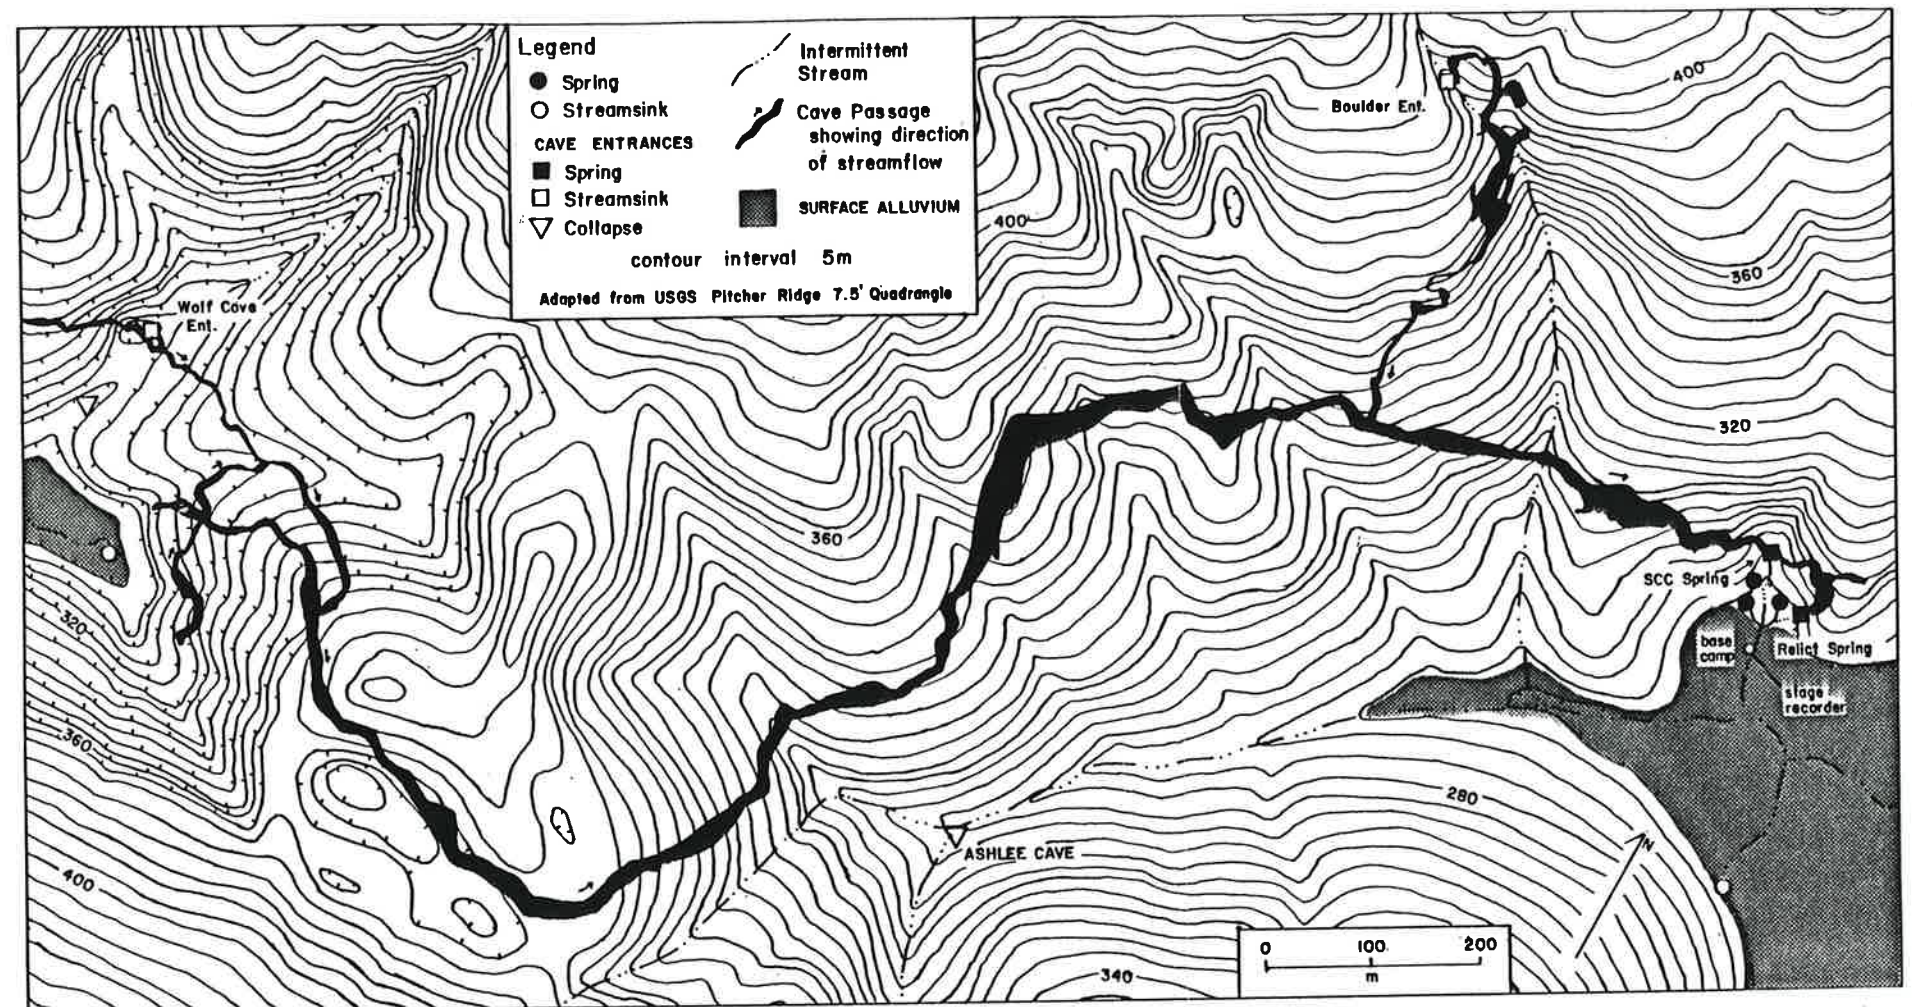 Legend
Spring
Streamsink
CAVE ENTRANCES
Spring
Streamsink
Collapse
Intermittent
Stream
Cave Passage
showing direction
of streamflow
SURFACE ALLUVIUM
contour interval 5m
Adapted from USGS Pitcher Ridge 7.5' Quadrangle
Boulder Ent.
400
400
360
Wolf Cove
Ent.
320
360
SCC Spring
320
base
camp
Relict Spring
stage
recorder
360
280
N
ASHLEE CAVE
400
340
0 100 200
m